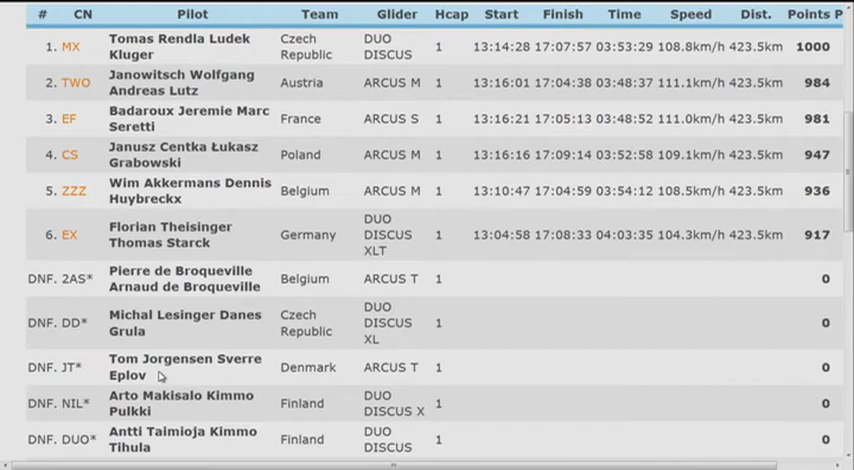 # CN Pilot Team Glider Hcap Start Finish Time Speed Dist. Points P
1. MX Tomas Rendla Ludek Kluger Czech Republic DUO DISCUS 1 13:14:28 17:07:57 03:53:29 108.8km/h 423.5km 1000
2. TWO Janowitsch Wolfgang Andreas Lutz Austria ARCUS M 1 13:16:01 17:04:38 03:48:37 111.1km/h 423.5km 984
3. EF Badaroux Jeremie Marc Seretti France ARCUS S 1 13:16:21 17:05:13 03:48:52 111.0km/h 423.5km 981
4. CS Janusz Centka Łukasz Grabowski Poland ARCUS M 1 13:16:16 17:09:14 03:52:58 109.1km/h 423.5km 947
5. ZZZ Wim Akkermans Dennis Huybreckx Belgium ARCUS M 1 13:10:47 17:04:59 03:54:12 108.5km/h 423.5km 936
6. EX Florian Theisinger Thomas Starck Germany DUO DISCUS XLT 1 13:04:58 17:08:33 04:03:35 104.3km/h 423.5km 917
DNF. 2AS* Pierre de Broqueville Arnaud de Broqueville Belgium ARCUS T 1 0
DNF. DD* Michal Lesinger Danes Grula Czech Republic DUO DISCUS XL 1 0
DNF. JT* Tom Jorgensen Sverre Eplov Denmark ARCUS T 1 0
DNF. NIL* Arto Makisalo Kimmo Pulkki Finland DUO DISCUS X 1 0
DNF. DUO* Antti Taimioja Kimmo Tihula Finland DUO DISCUS 1 0